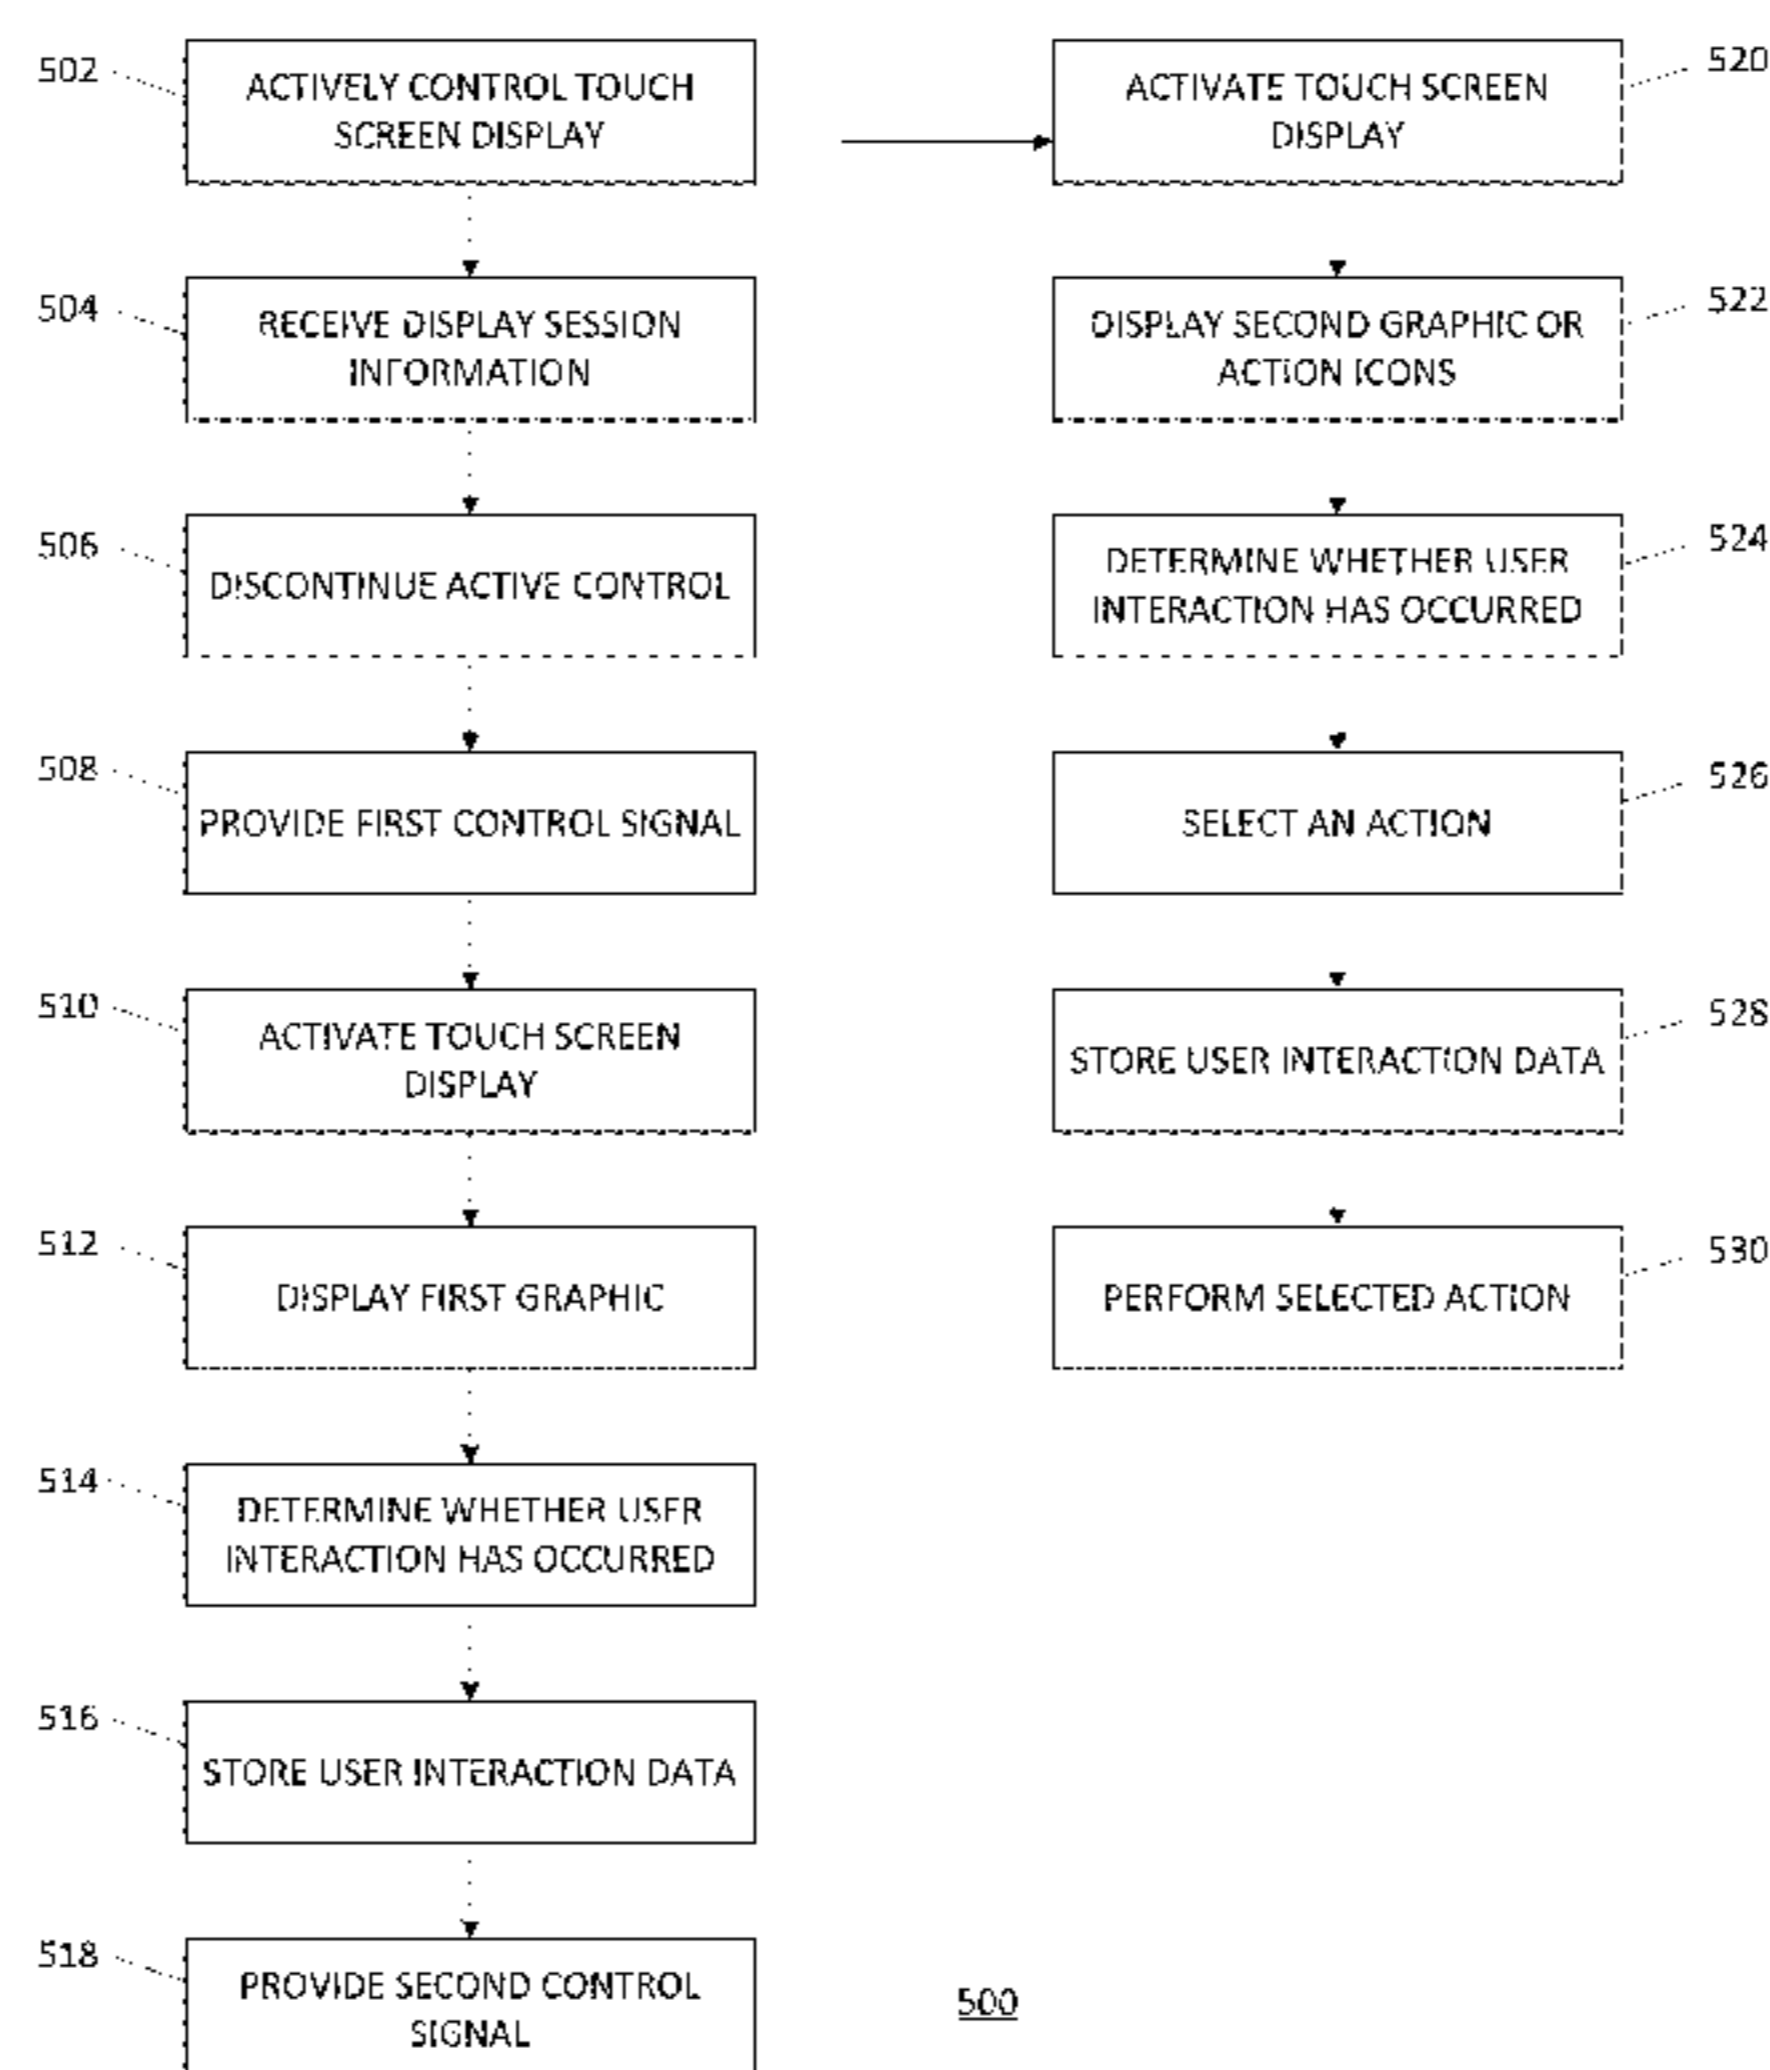 502
ACTIVELY CONTROL TOUCH
SCREEN DISPLAY
504
RECEIVE DISPLAY SESSION
INFORMATION
506
DISCONTINUE ACTIVE CONTROL
508
PROVIDE FIRST CONTROL SIGNAL
510
ACTIVATE TOUCH SCREEN
DISPLAY
512
DISPLAY FIRST GRAPHIC
514
DETERMINE WHETHER USER
INTERACTION HAS OCCURRED
516
STORE USER INTERACTION DATA
518
PROVIDE SECOND CONTROL
SIGNAL
520
ACTIVATE TOUCH SCREEN
DISPLAY
522
DISPLAY SECOND GRAPHIC OR
ACTION ICONS
524
DETERMINE WHETHER USER
INTERACTION HAS OCCURRED
526
SELECT AN ACTION
528
STORE USER INTERACTION DATA
530
PERFORM SELECTED ACTION
500